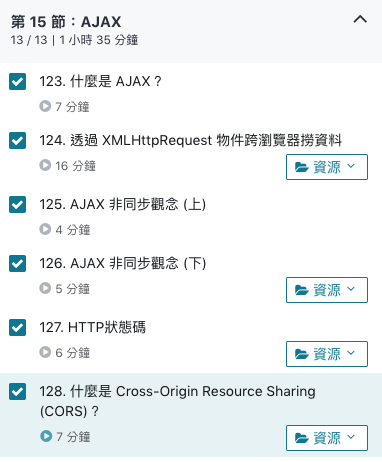 第 15 節：AJAX
13 / 13 | 1 小時 35 分鐘
123. 什麼是 AJAX ?
7 分鐘
124. 透過 XMLHttpRequest 物件跨瀏覽器撈資料
16 分鐘
資源
125. AJAX 非同步觀念 (上)
4 分鐘
126. AJAX 非同步觀念 (下)
5 分鐘
資源
127. HTTP狀態碼
6 分鐘
資源
128. 什麼是 Cross-Origin Resource Sharing
(CORS) ?
7 分鐘
資源